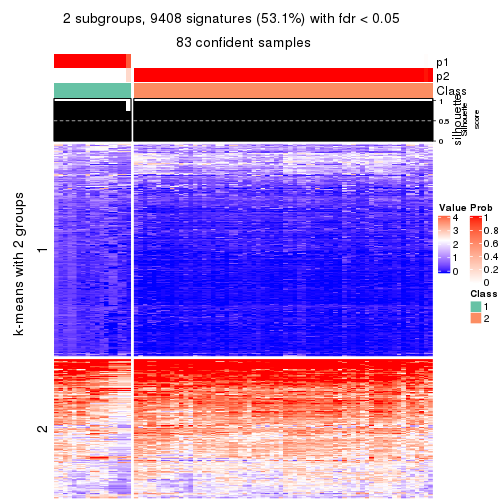 2 subgroups, 9408 signatures (53.1%) with fdr < 0.05
83 confident samples
p1
p2
Class
1
0.5
0
silhouette
Silhouette
score
k-means with 2 groups
1
2
Value
4
3
2
1
0
Prob
1
0.8
0.6
0.4
0.2
0
Class
1
2